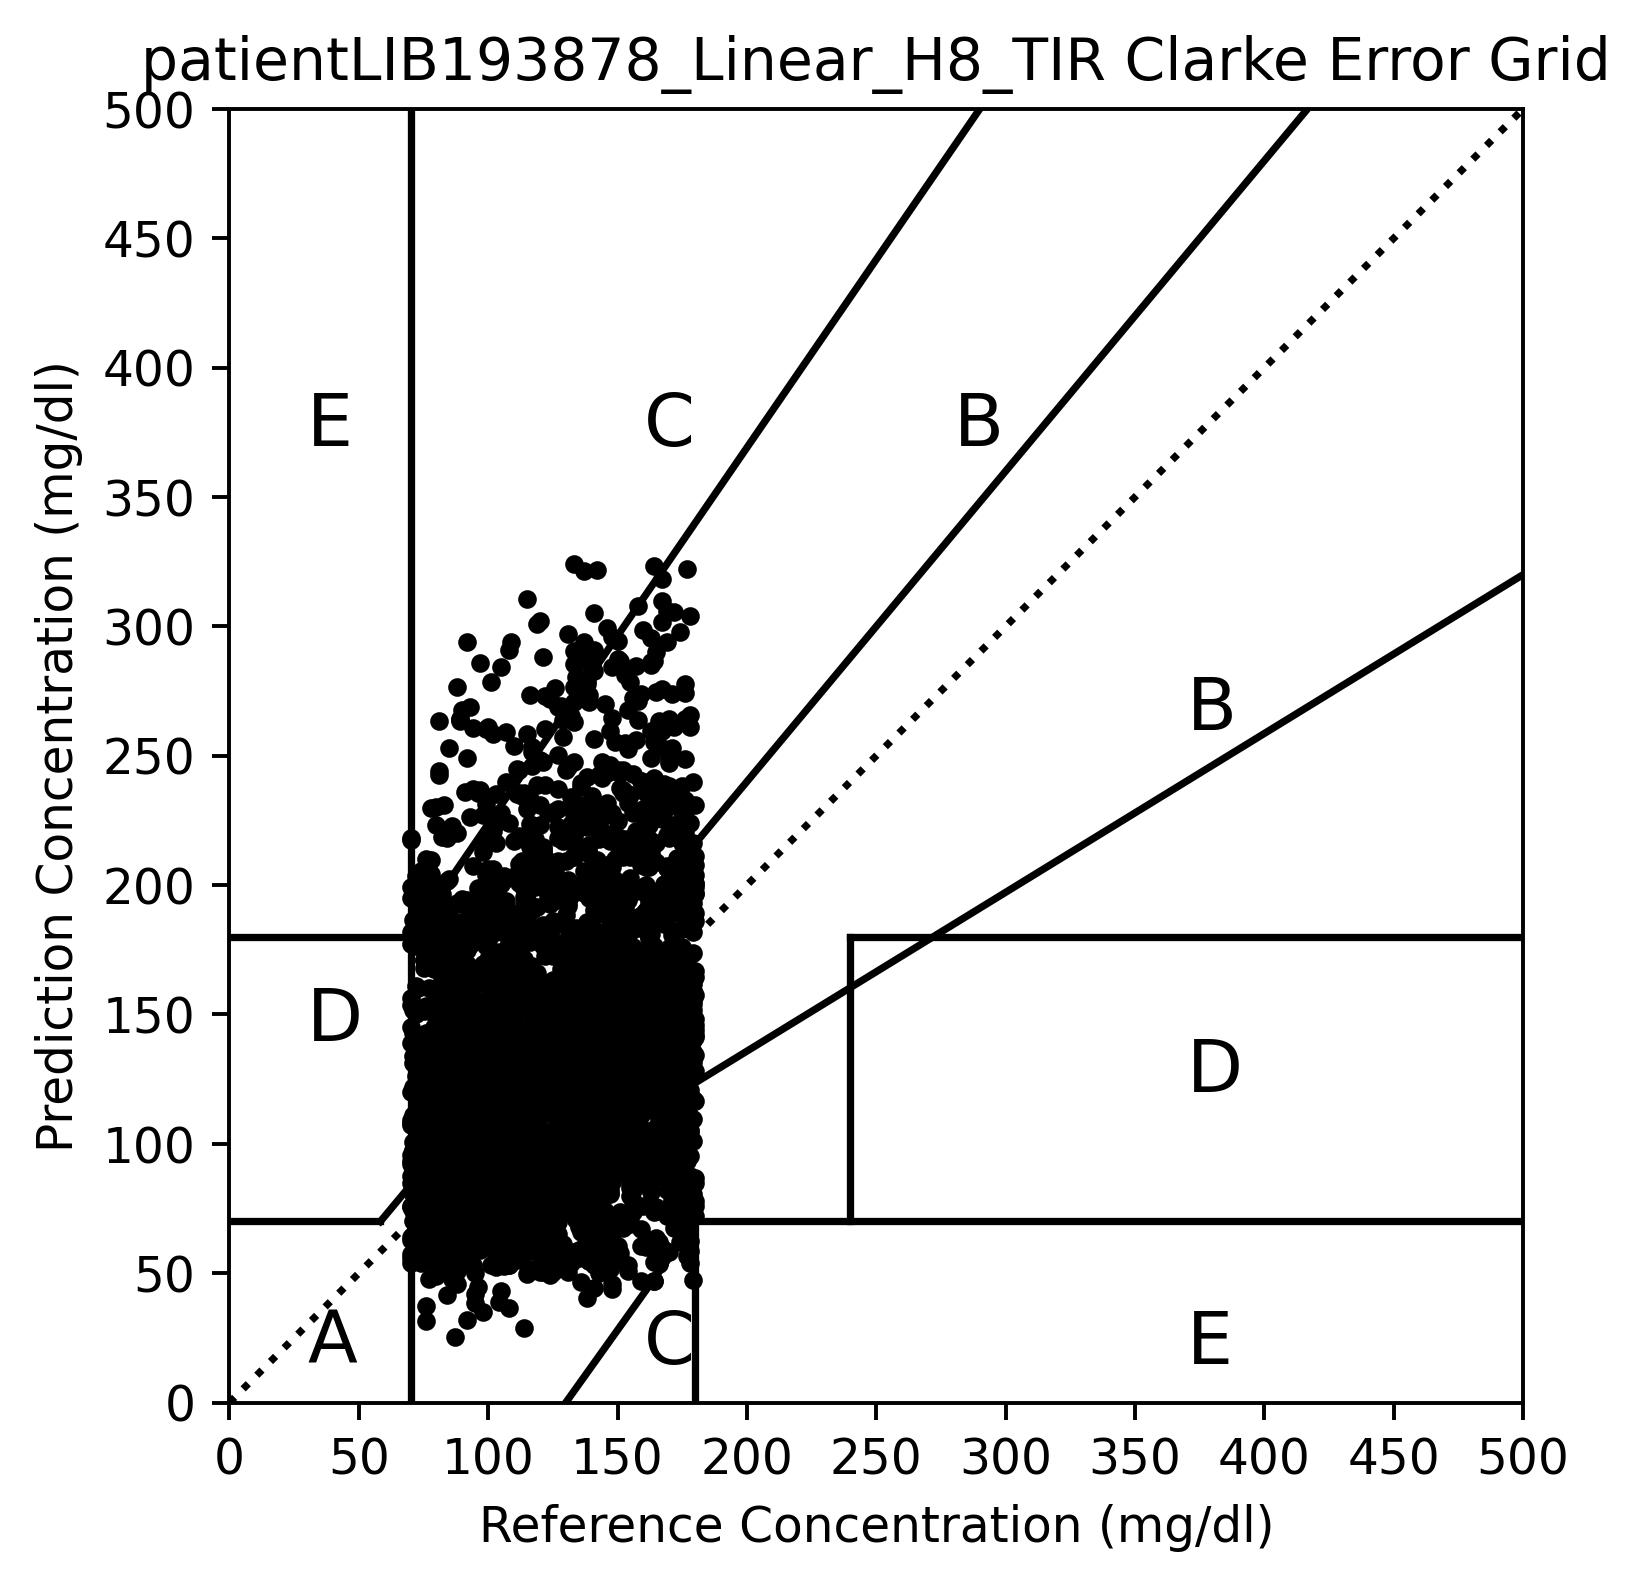 patientLIB193878_Linear_H8_TIR Clarke Error Grid
500
450
400
350
300
250
200
150
100
50
0
Prediction Concentration (mg/dl)
E
C
B
B
D
D
A
C
E
0 50 100 150 200 250 300 350 400 450 500
Reference Concentration (mg/dl)